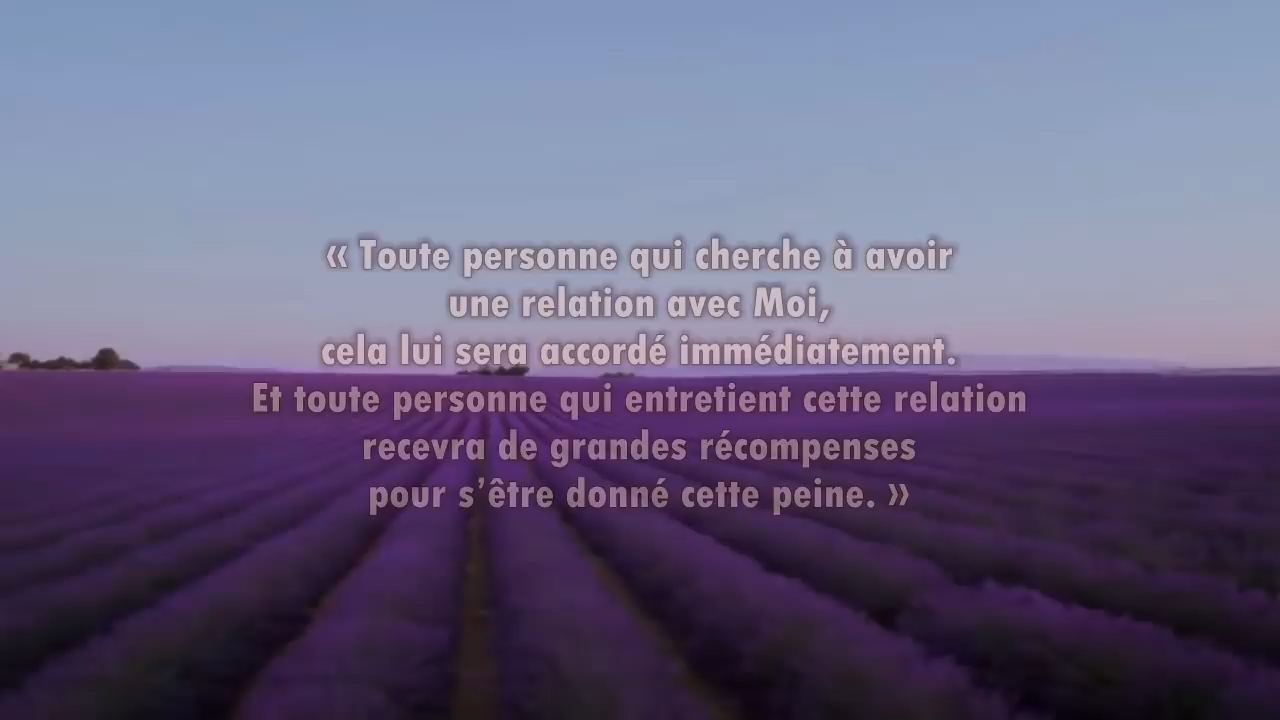 « Toute personne qui cherche à avoir
une relation avec Moi,
cela lui sera accordé immédiatement.
Et toute personne qui entretient cette relation
recevra de grandes récompenses
pour s’être donné cette peine. »